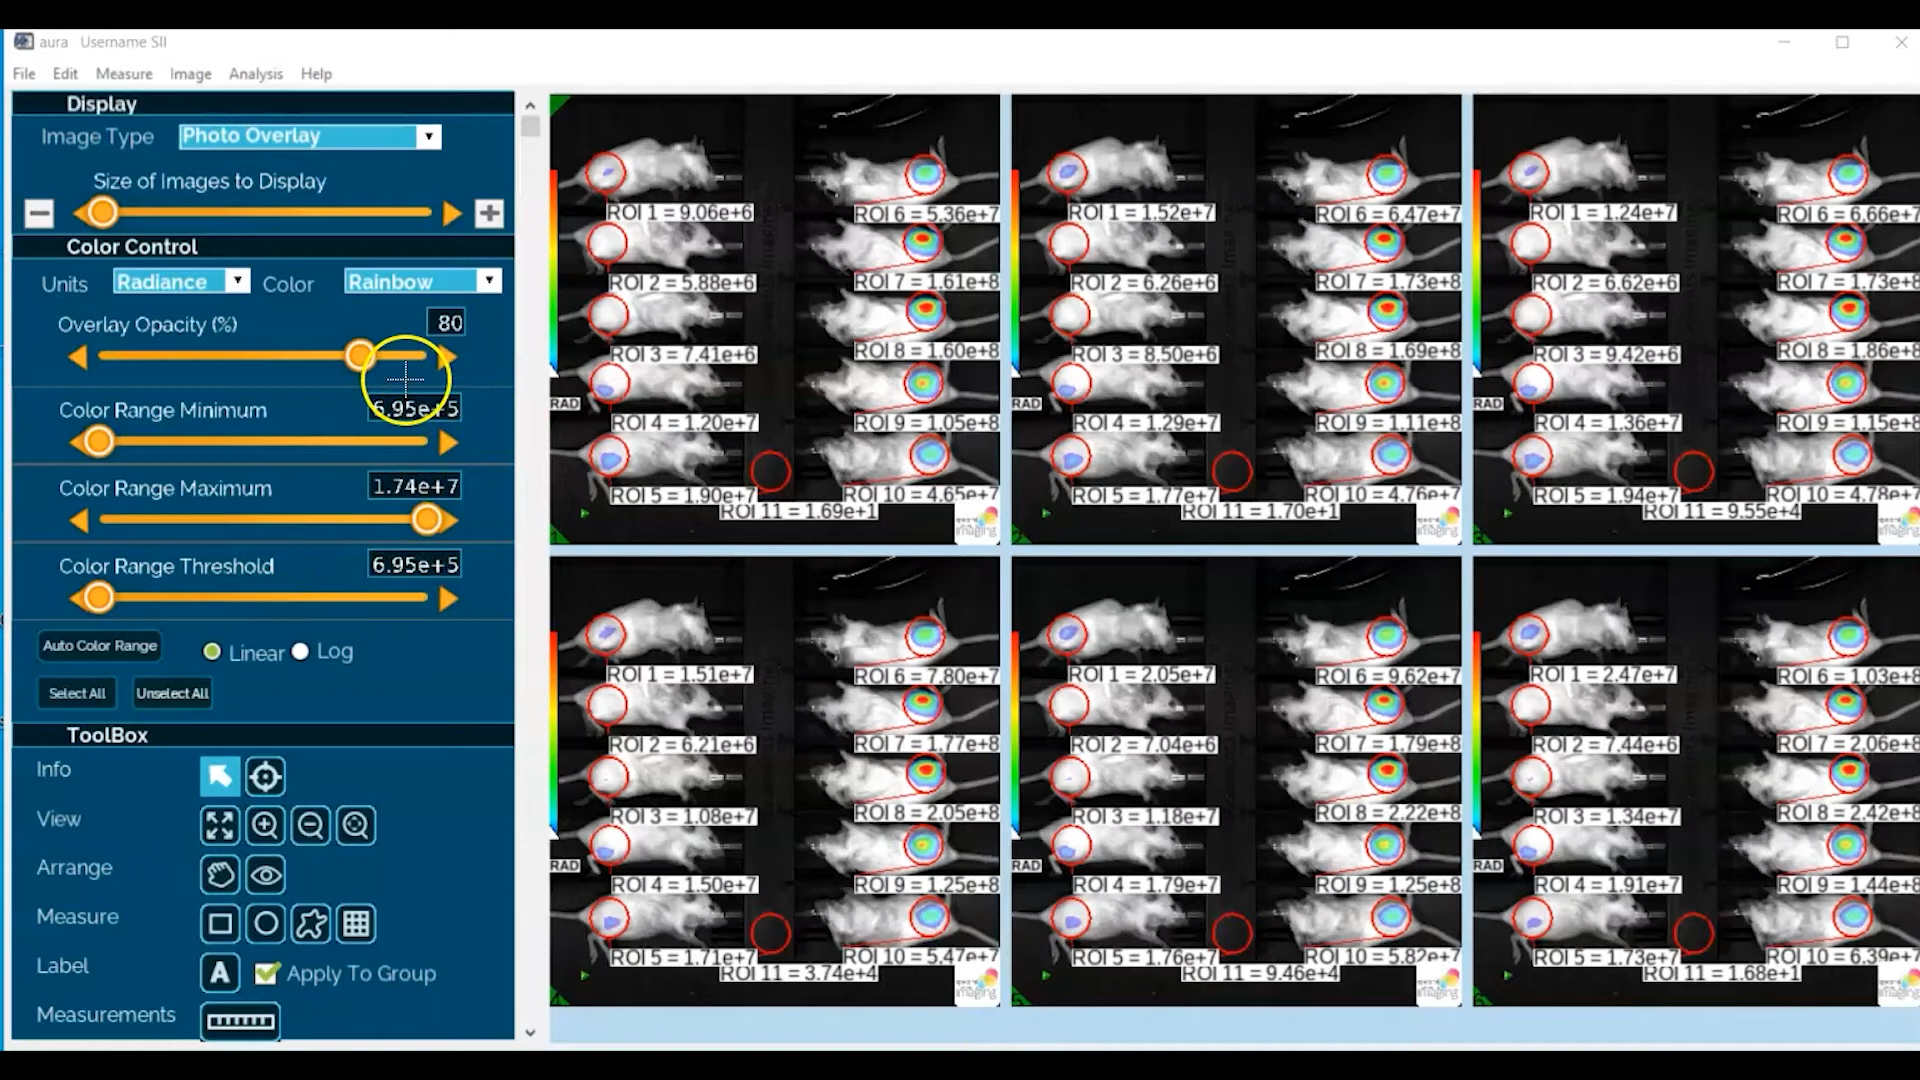 aura Username SII
File Edit Measure Image Analysis Help
Display
Image Type Photo Overlay
Size of Images to Display
Color Control
Units Radiance Color Rainbow
Overlay Opacity (%) 80
Color Range Minimum 6.95e+5
Color Range Maximum 1.74e+7
Color Range Threshold 6.95e+5
Auto Color Range Linear Log
Select All Unselect All
ToolBox
Info
View
Arrange
Measure
Label A Apply To Group
Measurements
ROI 1 = 9.06e+6
ROI 6 = 5.36e+7
ROI 2 = 5.88e+6
ROI 7 = 1.61e+8
ROI 3 = 7.41e+6
ROI 8 = 1.60e+8
RAD
ROI 4 = 1.20e+7
ROI 9 = 1.05e+8
ROI 5 = 1.90e+7
ROI 10 = 4.65e+7
ROI 11 = 1.69e+1
imaging
ROI 1 = 1.52e+7
ROI 6 = 6.47e+7
ROI 2 = 6.26e+6
ROI 7 = 1.73e+8
ROI 3 = 8.50e+6
ROI 8 = 1.69e+8
RAD
ROI 4 = 1.29e+7
ROI 9 = 1.11e+8
ROI 5 = 1.77e+7
ROI 10 = 4.76e+7
ROI 11 = 1.70e+1
imaging
ROI 1 = 1.24e+7
ROI 6 = 6.66e+7
ROI 2 = 6.62e+6
ROI 7 = 1.73e+8
ROI 3 = 9.42e+6
ROI 8 = 1.86e+8
RAD
ROI 4 = 1.36e+7
ROI 9 = 1.15e+8
ROI 5 = 1.94e+7
ROI 10 = 4.78e+7
ROI 11 = 9.55e+4
imaging
ROI 1 = 1.51e+7
ROI 6 = 7.80e+7
ROI 2 = 6.21e+6
ROI 7 = 1.77e+8
ROI 3 = 1.08e+7
ROI 8 = 2.05e+8
RAD
ROI 4 = 1.50e+7
ROI 9 = 1.25e+8
ROI 5 = 1.71e+7
ROI 10 = 5.47e+7
ROI 11 = 3.74e+4
imaging
ROI 1 = 2.05e+7
ROI 6 = 9.62e+7
ROI 2 = 7.04e+6
ROI 7 = 1.79e+8
ROI 3 = 1.18e+7
ROI 8 = 2.22e+8
RAD
ROI 4 = 1.79e+7
ROI 9 = 1.25e+8
ROI 5 = 1.76e+7
ROI 10 = 5.82e+7
ROI 11 = 9.46e+4
imaging
ROI 1 = 2.47e+7
ROI 6 = 1.03e+8
ROI 2 = 7.44e+6
ROI 7 = 2.06e+8
ROI 3 = 1.34e+7
ROI 8 = 2.42e+8
RAD
ROI 4 = 1.91e+7
ROI 9 = 1.44e+8
ROI 5 = 1.73e+7
ROI 10 = 6.39e+7
ROI 11 = 1.68e+1
imaging